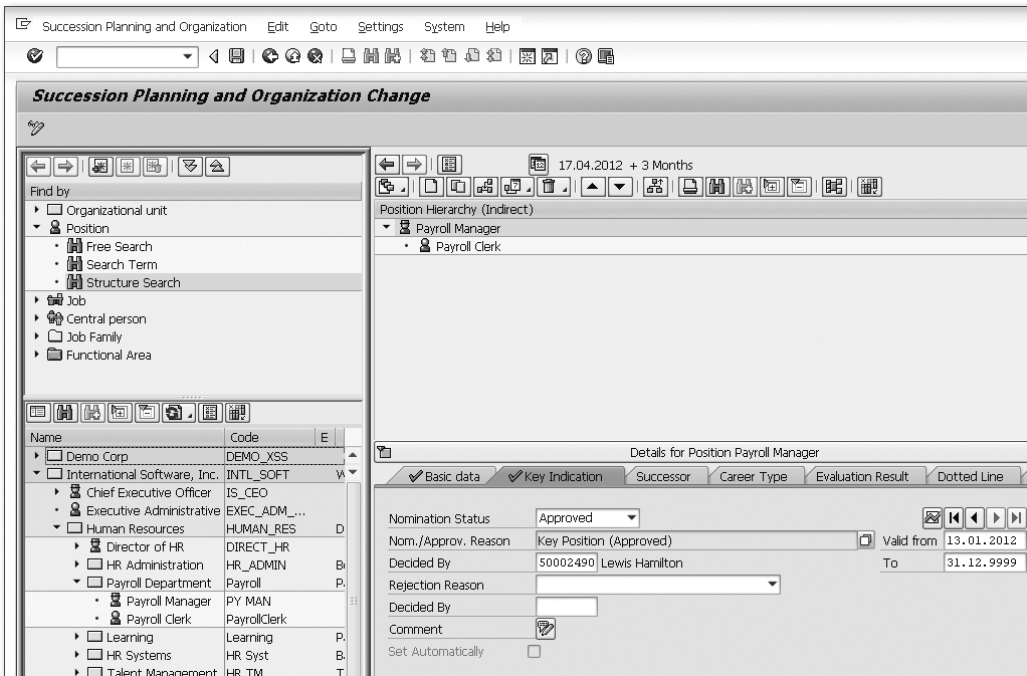 Succession Planning and Organization Edit Goto Settings System Help
Succession Planning and Organization Change
Find by
Organizational unit
Position
Free Search
Search Term
Structure Search
Job
Central person
Job Family
Functional Area
Name Code E
Demo Corp DEMO_XSS
International Software, Inc. INTL_SOFT
Chief Executive Officer IS_CEO
Executive Administrative EXEC_ADM_...
Human Resources HUMAN_RES D
Director of HR DIRECT_HR
HR Administration HR_ADMIN
Payroll Department Payroll P.
Payroll Manager PY MAN
Payroll Clerk PayrollClerk
Learning Learning P.
HR Systems HR Syst B.
Talent Management HR TM T
17.04.2012 + 3 Months
Position Hierarchy (Indirect)
Payroll Manager
Payroll Clerk
Details for Position Payroll Manager
Basic data Key Indication Successor Career Type Evaluation Result Dotted Line
Nomination Status Approved
Nom./Approv. Reason Key Position (Approved) Valid from 13.01.2012
Decided By 50002490 Lewis Hamilton To 31.12.9999
Rejection Reason
Decided By
Comment
Set Automatically